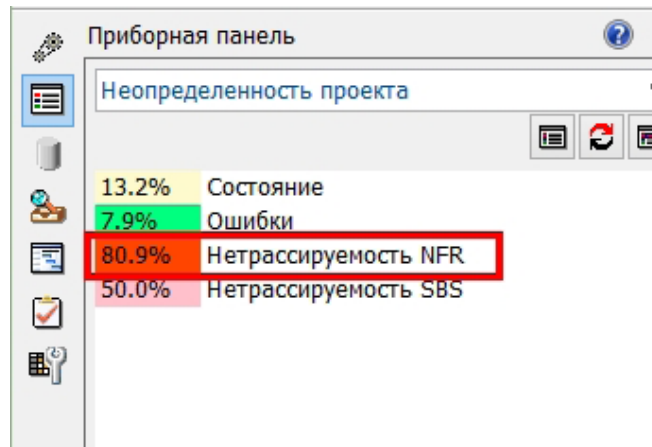 Приборная панель
Неопределенность проекта
13.2% Состояние
7.9% Ошибки
80.9% Нетрассируемость NFR
50.0% Нетрассируемость SBS